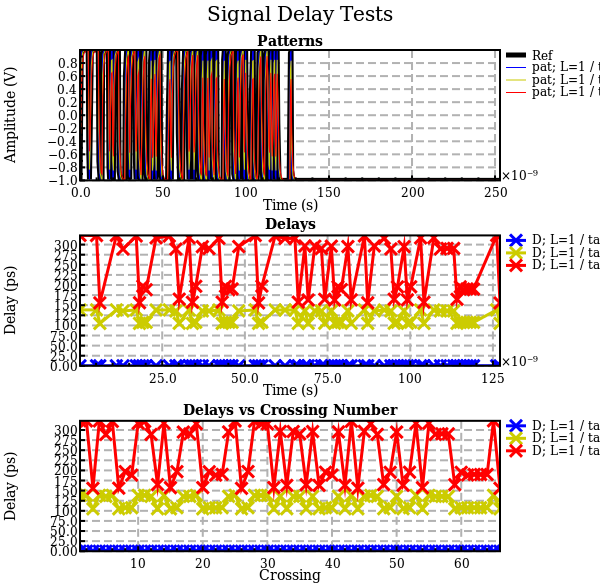 Signal Delay Tests
Patterns
Amplitude (V)
0.8
0.6
0.4
0.2
0.0
−0.2
−0.4
−0.6
−0.8
−1.0
0.0 50 100 150 200 250
×10⁻⁹
Time (s)
Ref
pat; L=1 / t
pat; L=1 / t
pat; L=1 / t
Delays
Delay (ps)
300
275
250
225
200
175
150
125
100
75.0
50.0
25.0
0.00
25.0 50.0 75.0 100 125
×10⁻⁹
Time (s)
D; L=1 / ta
D; L=1 / ta
D; L=1 / ta
Delays vs Crossing Number
Delay (ps)
300
275
250
225
200
175
150
125
100
75.0
50.0
25.0
0.00
10 20 30 40 50 60
Crossing
D; L=1 / ta
D; L=1 / ta
D; L=1 / ta